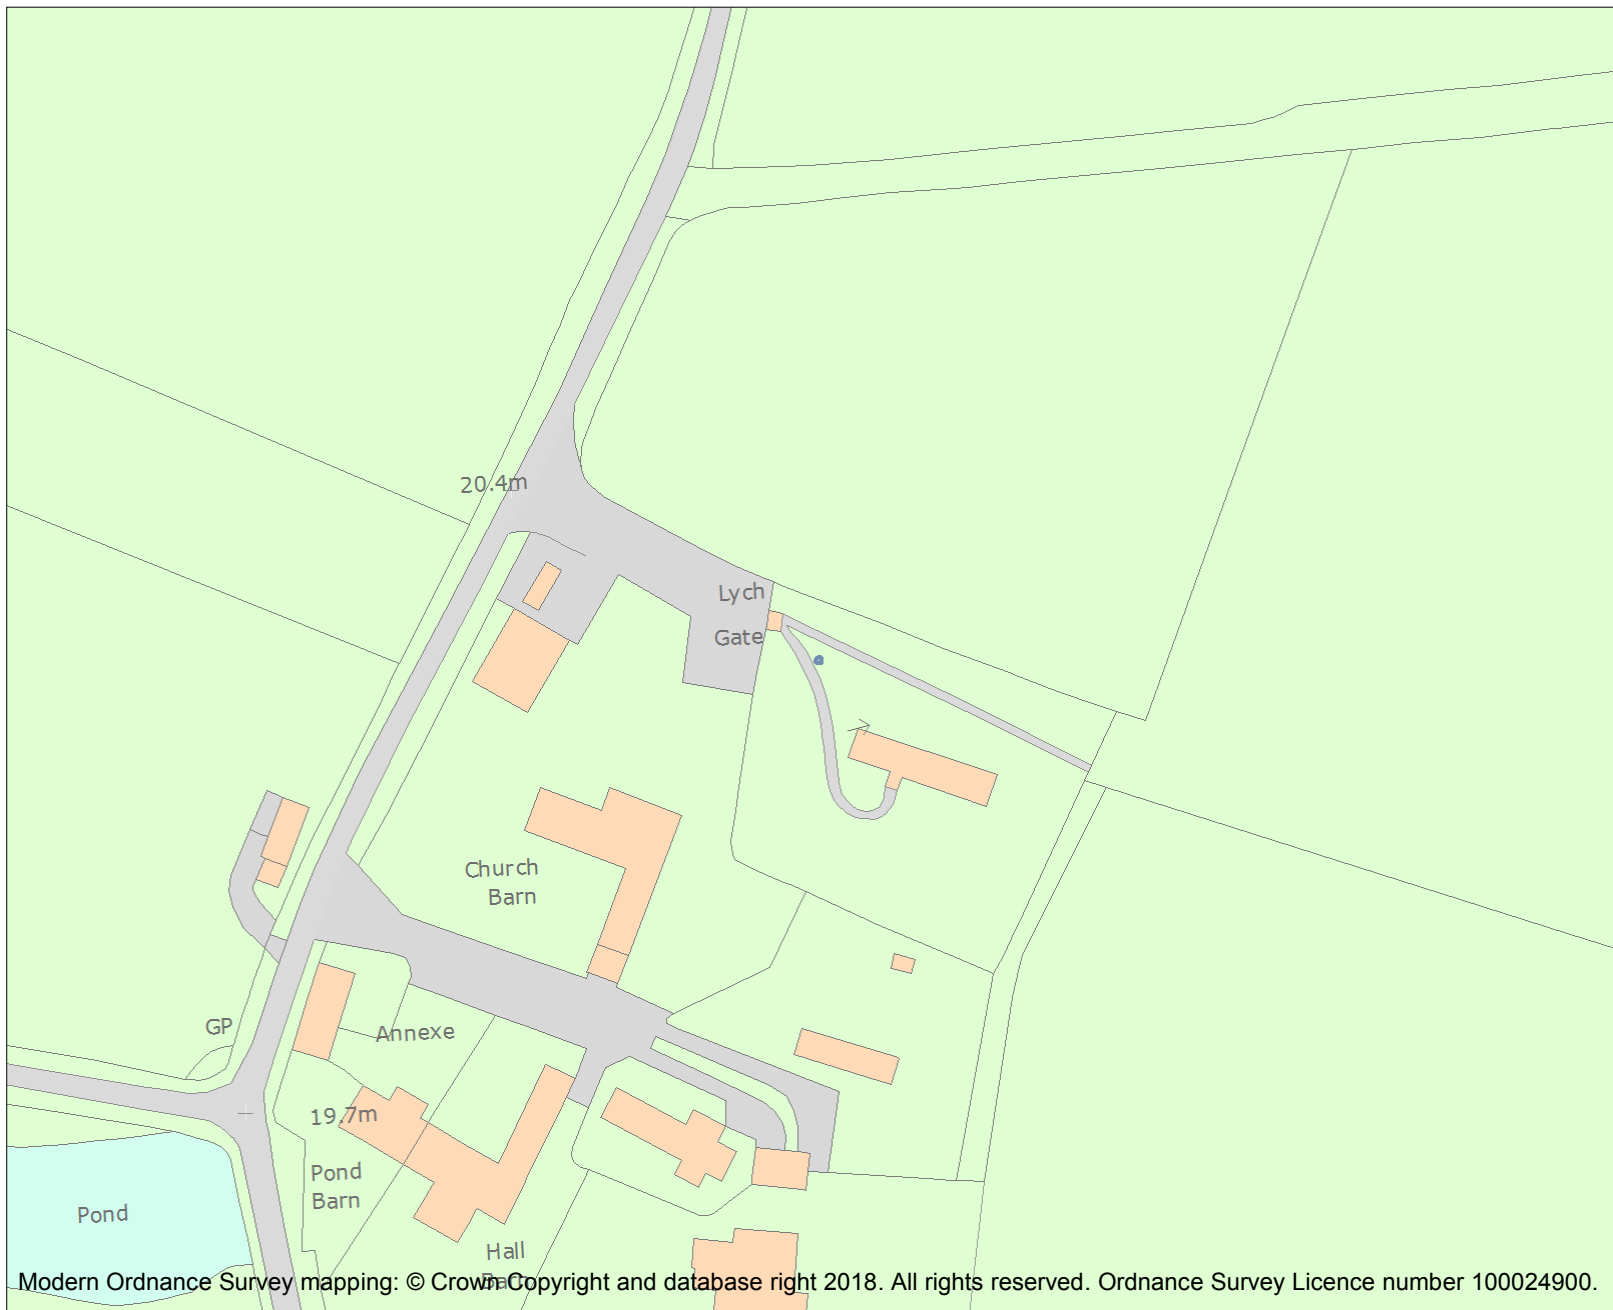 20.4m
Lych
Gate
Church
Barn
GP
Annexe
19.7m
Pond
Barn
Pond
Hall
Barn
Modern Ordnance Survey mapping: © Crown Copyright and database right 2018. All rights reserved. Ordnance Survey Licence number 100024900.